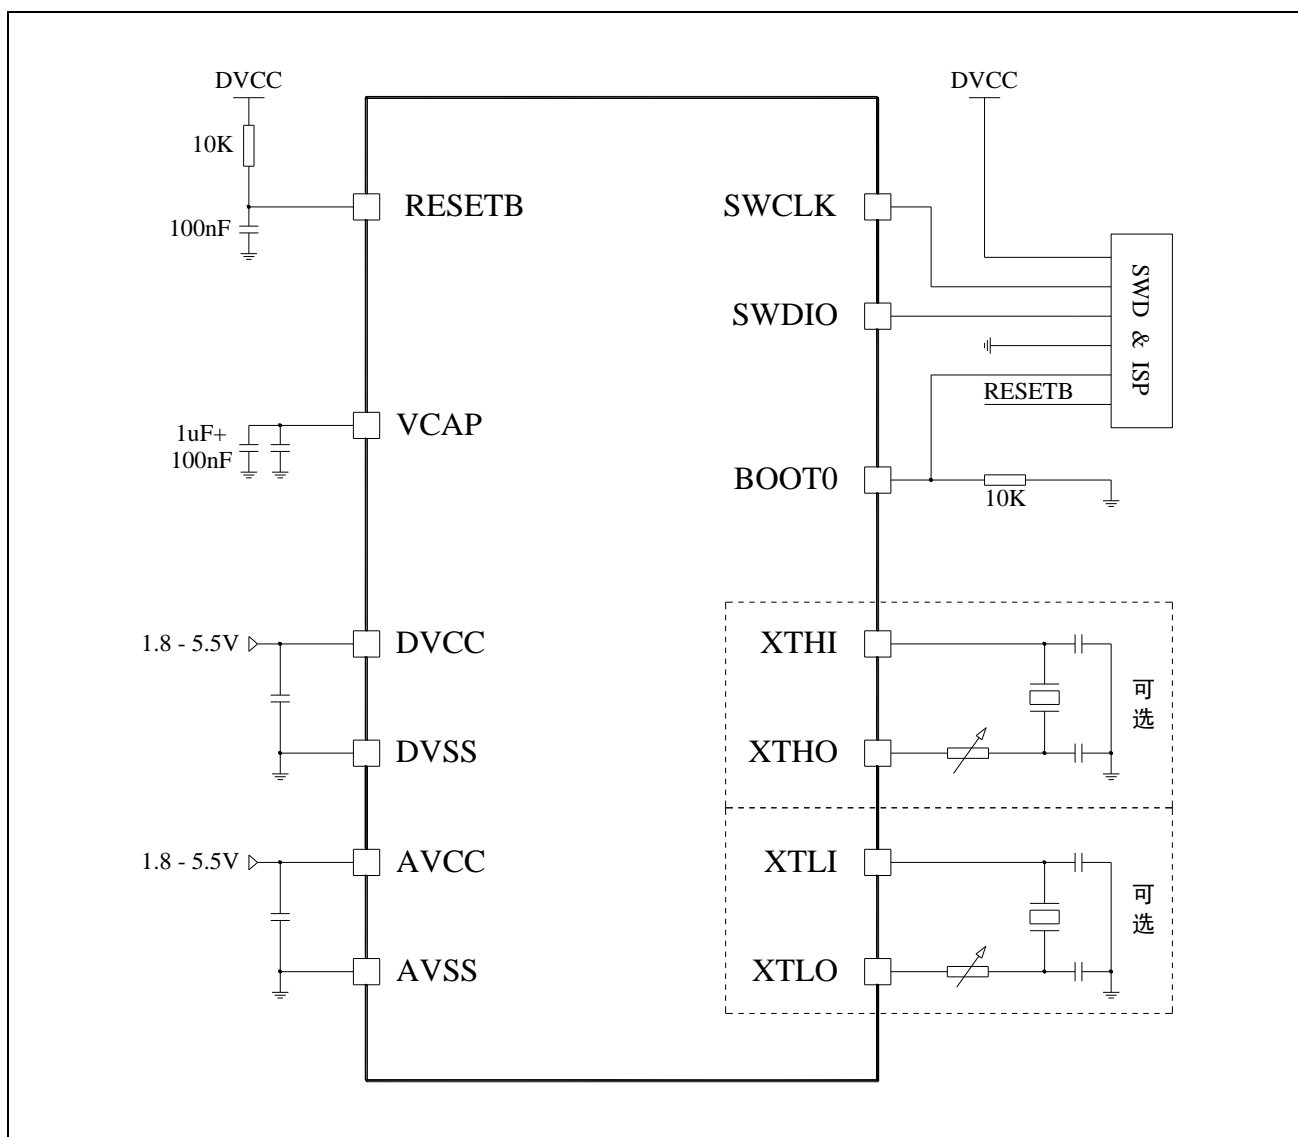 DVCC
DVCC
10K
RESETB
SWCLK
100nF
SWD & ISP
SWDIO
RESETB
VCAP
1uF+
100nF
BOOT0
10K
1.8 - 5.5V
DVCC
XTHI
可选
DVSS
XTHO
1.8 - 5.5V
AVCC
XTLI
可选
AVSS
XTLO